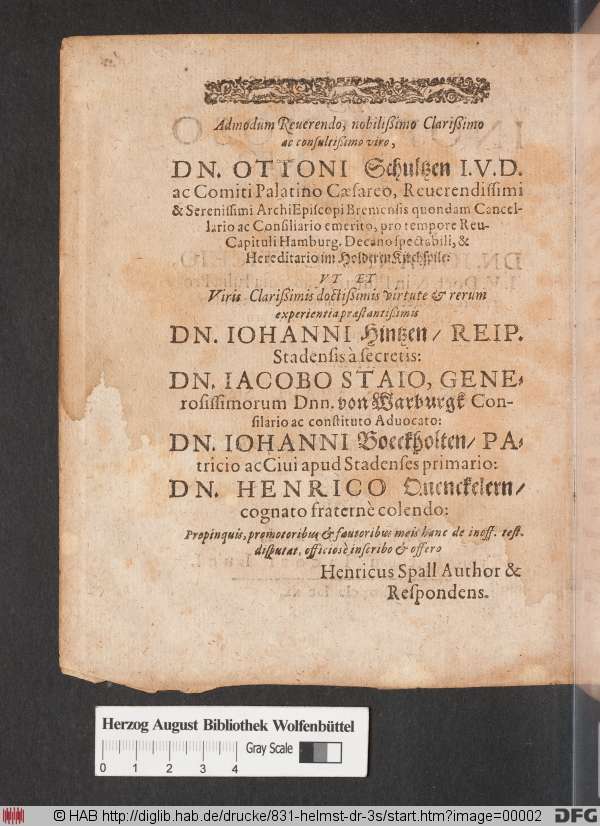 Admodum Reuerendo, nobilißimo Clarißimo
ac consultißimo viro,
DN. OTTONI Schultzen I.V.D.
ac Comiti Palatino Cæsareo, Reuerendissimi
& Serenissimi ArchiEpiscopi Bremensis quondam Cancel-
lario ac Consiliario emerito, pro tempore Reu-
Capituli Hamburg. Decano spectabili, &
Hereditario im Kirchspile:
VT ET
Viris Clarißimis doctißimis virtute & rerum
experientia præstantißimis
DN. IOHANNI Hintzen/ REIP.
Stadensis à secretis:
DN. IACOBO STAIO, GENE-
rosissimorum Dnn. von Warburgk Con-
siliario ac constituto Aduocato:
DN. IOHANNI Boeckholten/ PA-
tricio ac Ciui apud Stadenses primario:
DN. HENRICO Quenckelern/
cognato fraternè colendo:
Propinquis, promotoribus & fautoribus meis hanc de inoff. test.
disputat. officiosè inscribo & offero
Henricus Spall Author &
Respondens.
Herzog August Bibliothek Wolfenbüttel
Gray Scale
0 1 2 3 4
© HAB http://diglib.hab.de/drucke/831-helmst-dr-3s/start.htm?image=00002
DFG